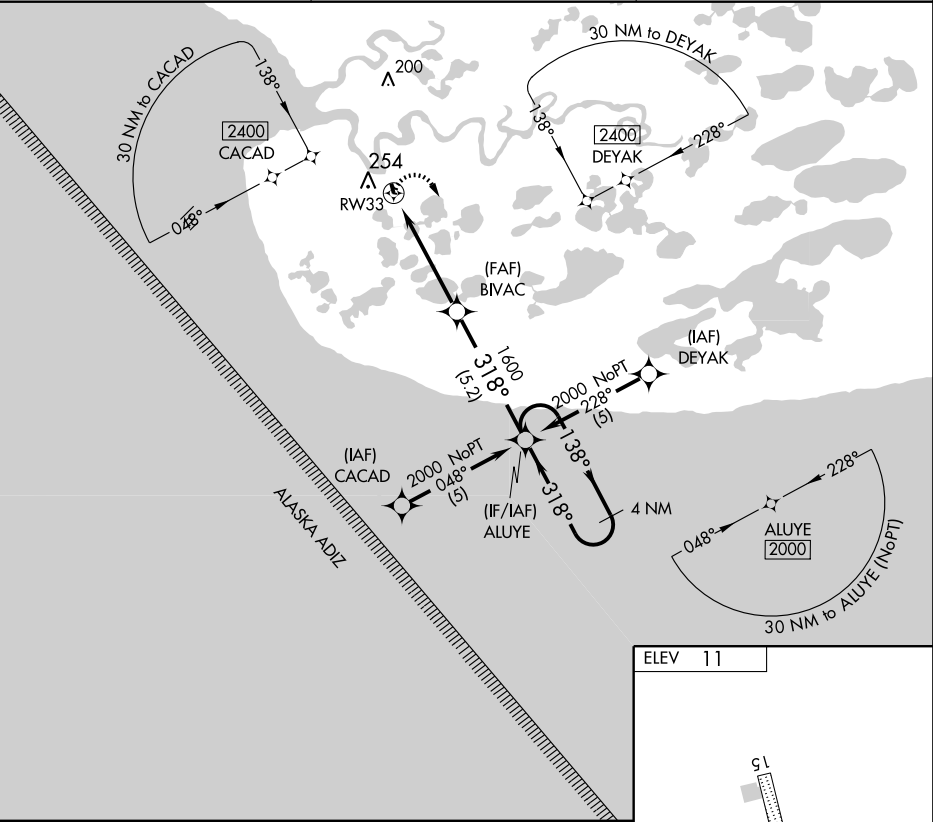 30 NM to CACAD
138°
2400
CACAD
048°
200
254
RW33
30 NM to DEYAK
138°
2400
DEYAK
228°
(FAF)
BIVAC
1600
318°
(5.2)
(IAF)
DEYAK
2000 NoPT
228°
(5)
(IAF)
CACAD
2000 NoPT
048°
(5)
138°
318°
4 NM
(IF/IAF)
ALUYE
ALASKA ADIZ
228°
048°
ALUYE
2000
30 NM to ALUYE (NoPT)
ELEV 11
15